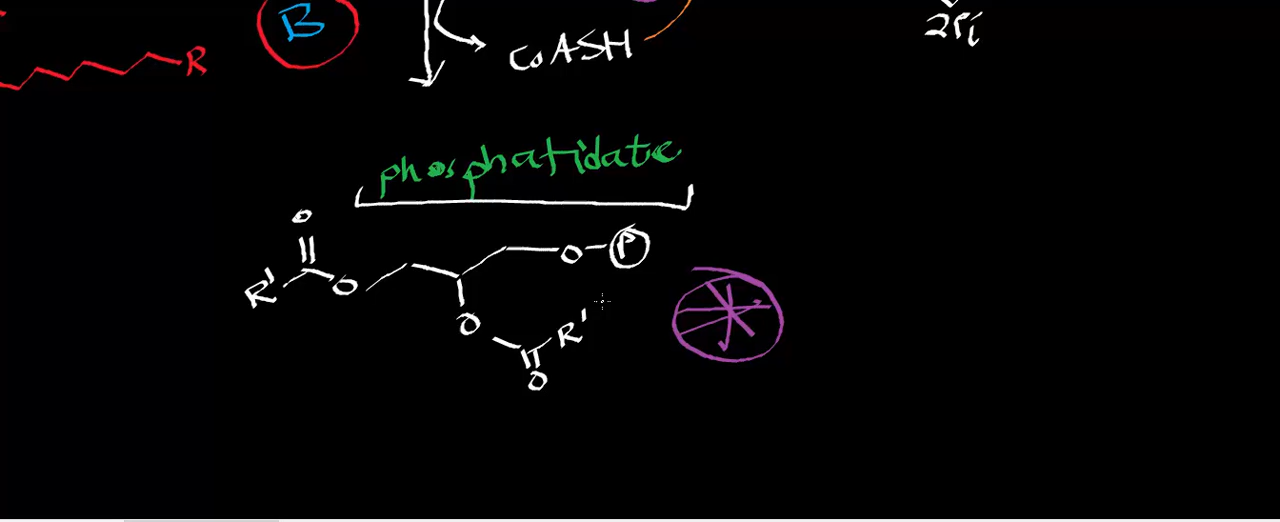 B
2Pi
CoASH
R
phosphatidate
O
O P
R' O
O R'
O